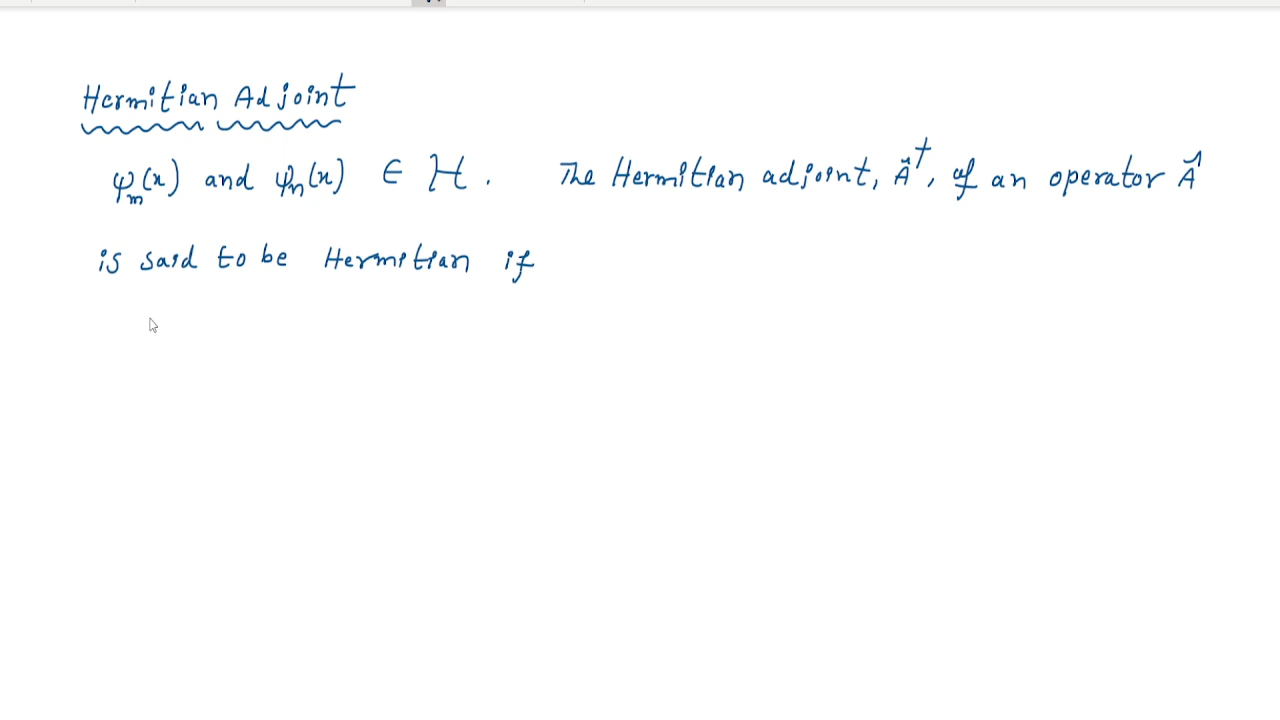 Hermitian Adjoint
ψₘ(x) and ψₙ(x) ∈ H. The Hermitian adjoint, Â†, of an operator Â
is said to be Hermitian if